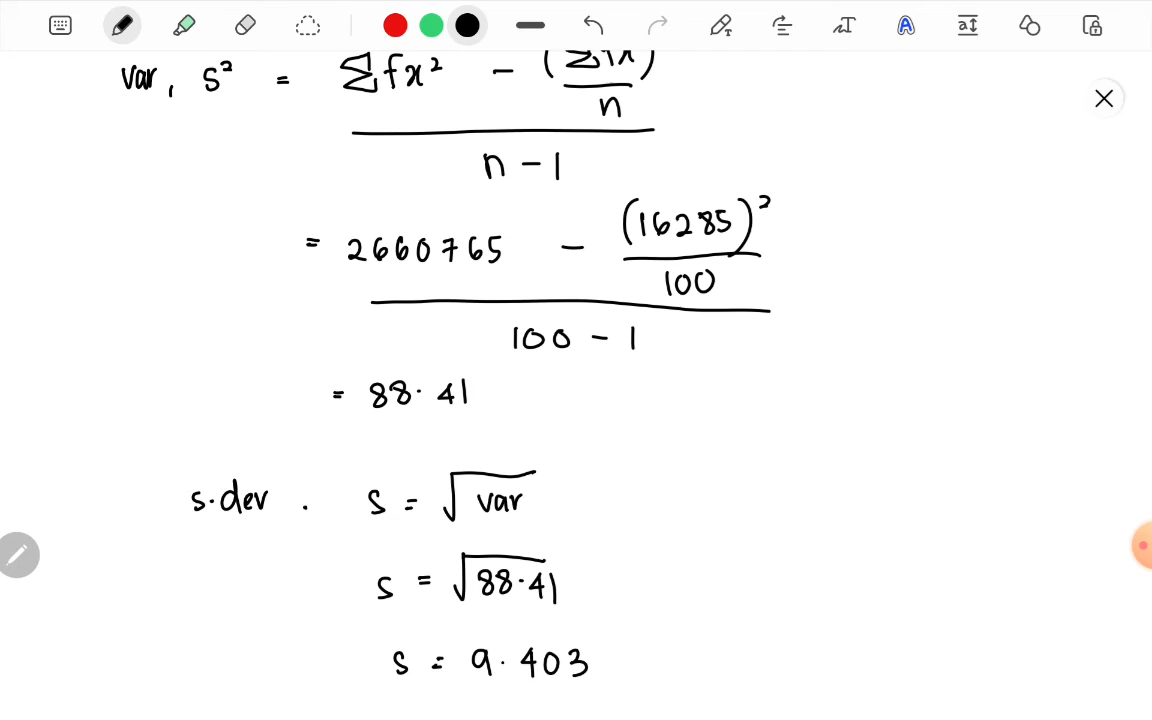 var, s² = Σfx² - (Σfx)
n
n - 1
= 2660765 - (16285)²
100
100 - 1
= 88.41
s.dev . s = √var
s = √88.41
s = 9.403